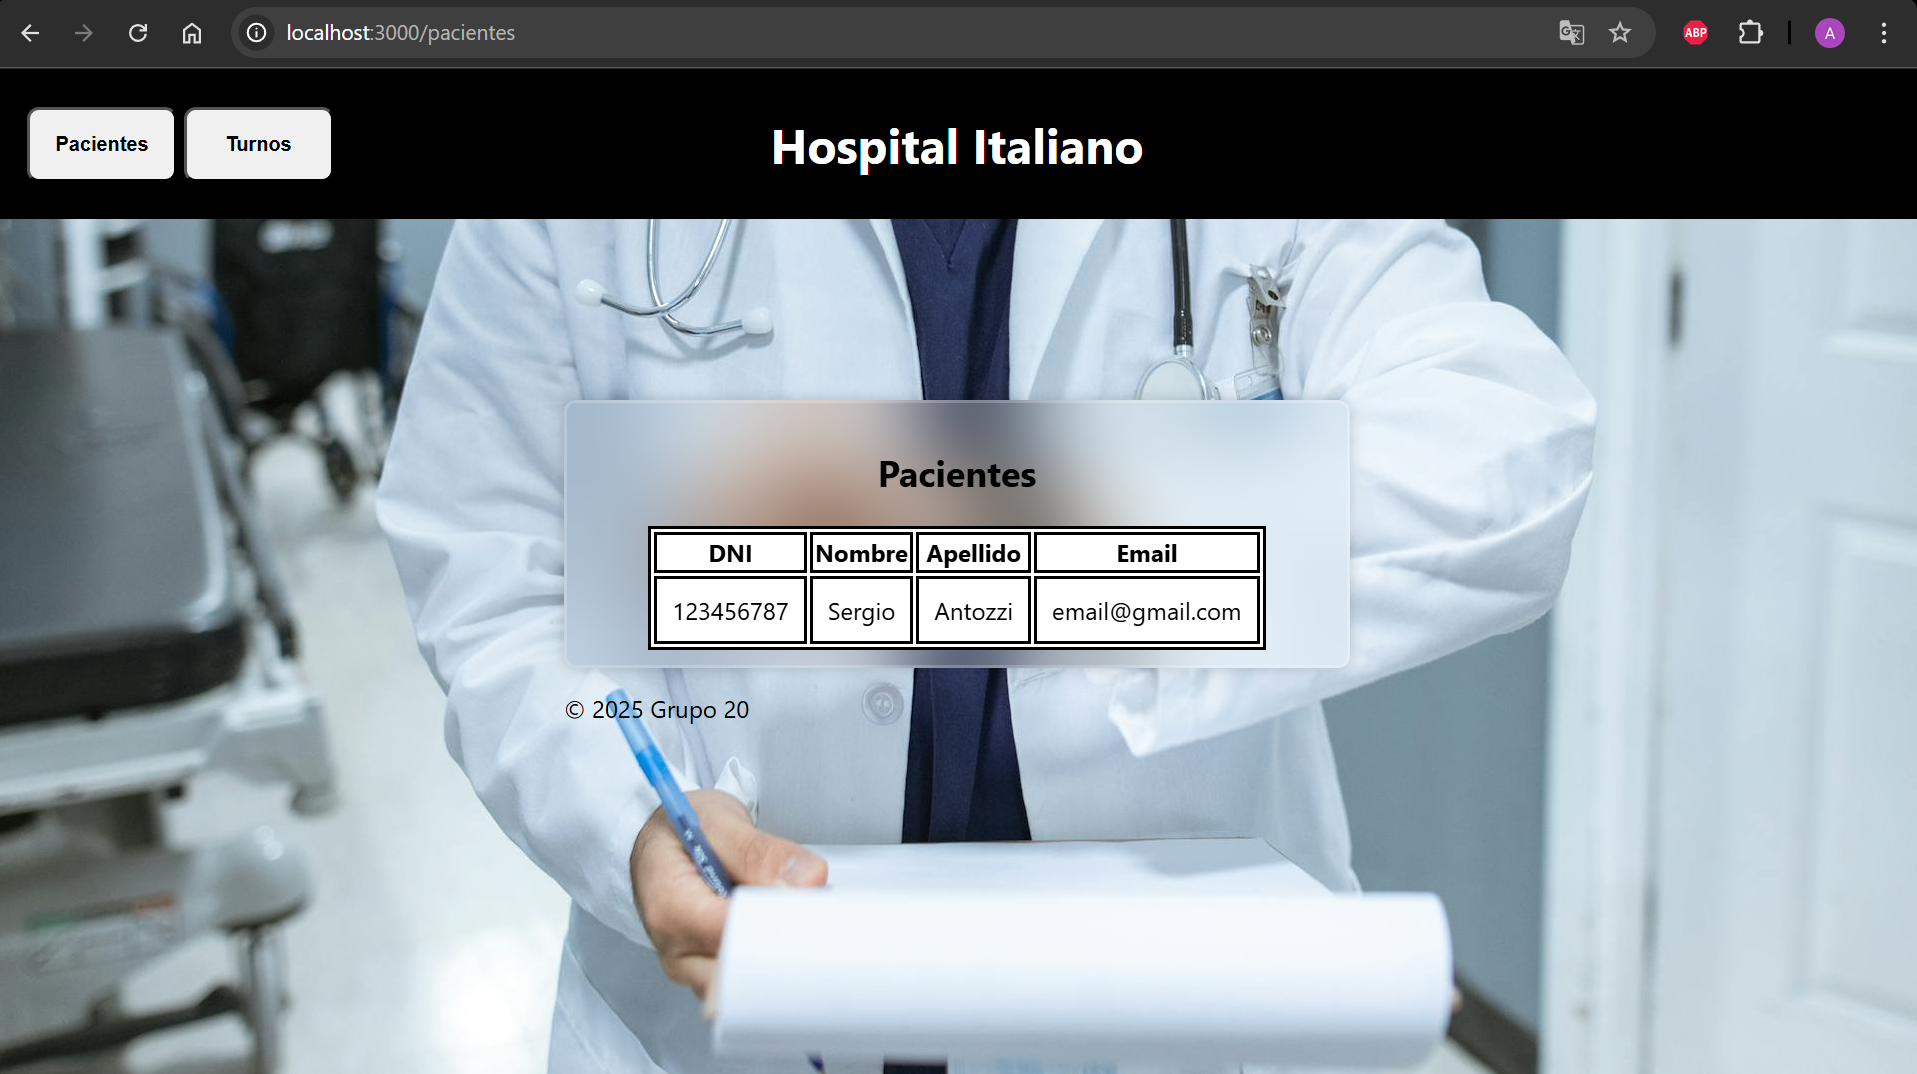 localhost:3000/pacientes
ABP
A
Pacientes Turnos
Hospital Italiano
Pacientes
DNI Nombre Apellido Email
123456787 Sergio Antozzi email@gmail.com
© 2025 Grupo 20